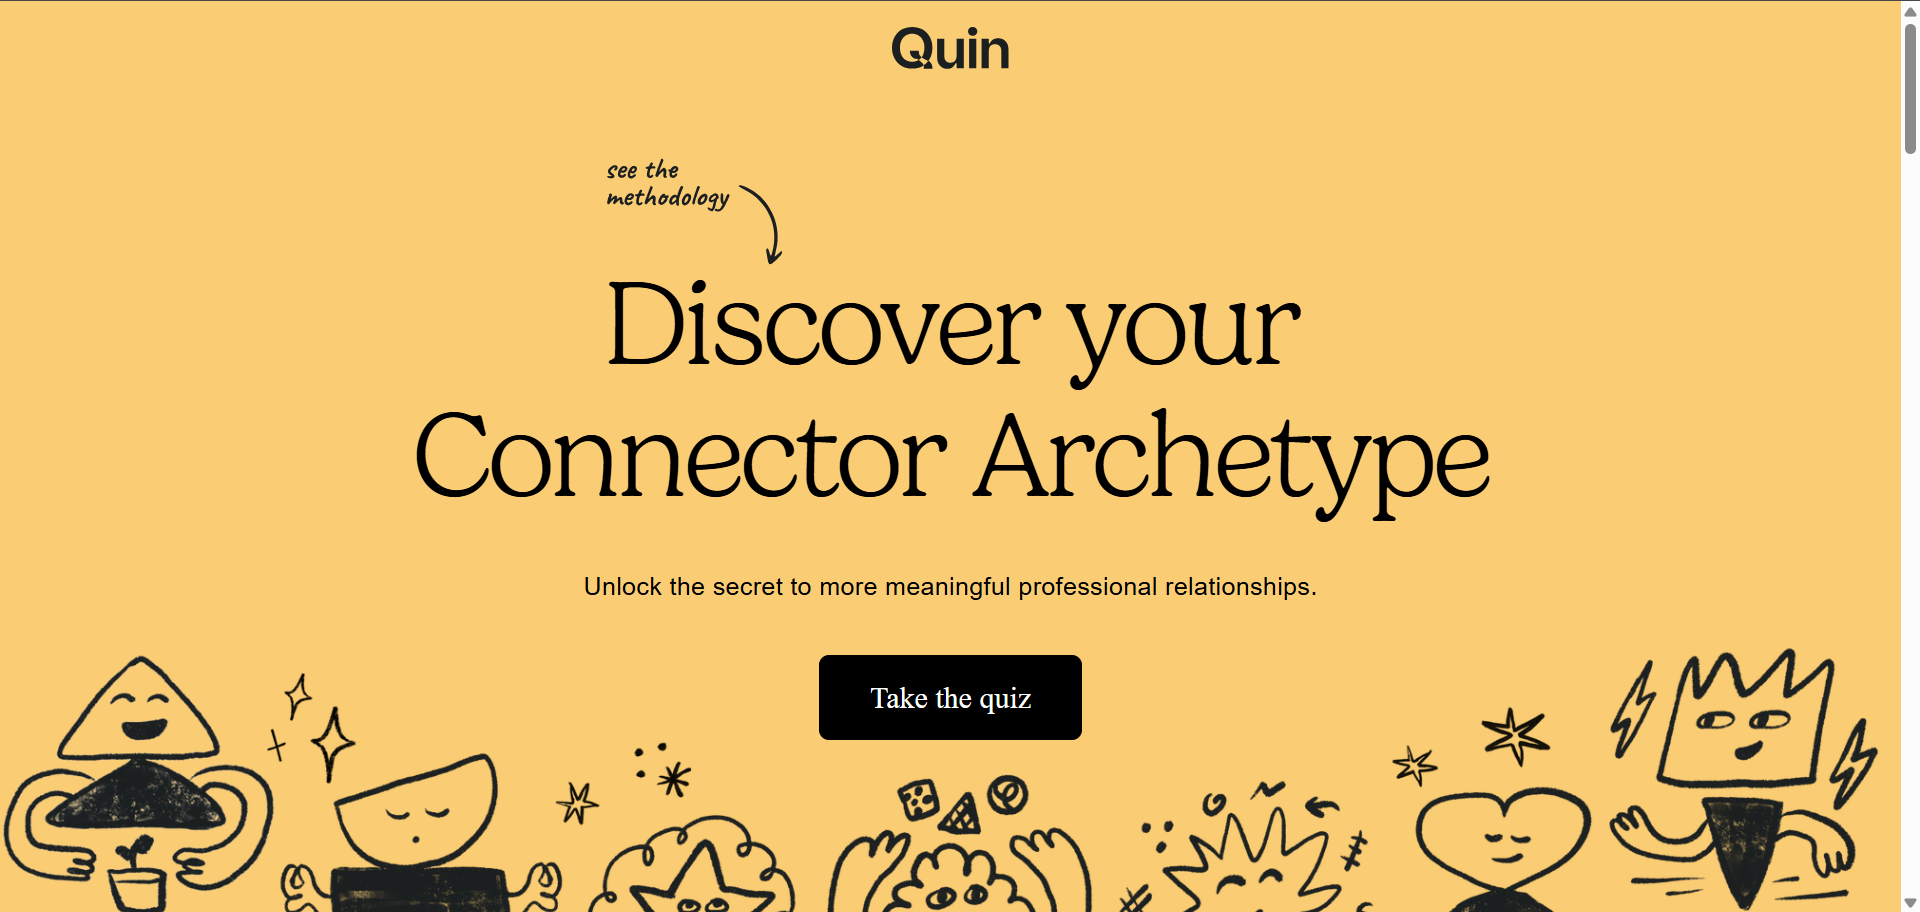 Quin
see the
methodology
Discover your
Connector Archetype
Unlock the secret to more meaningful professional relationships.
Take the quiz